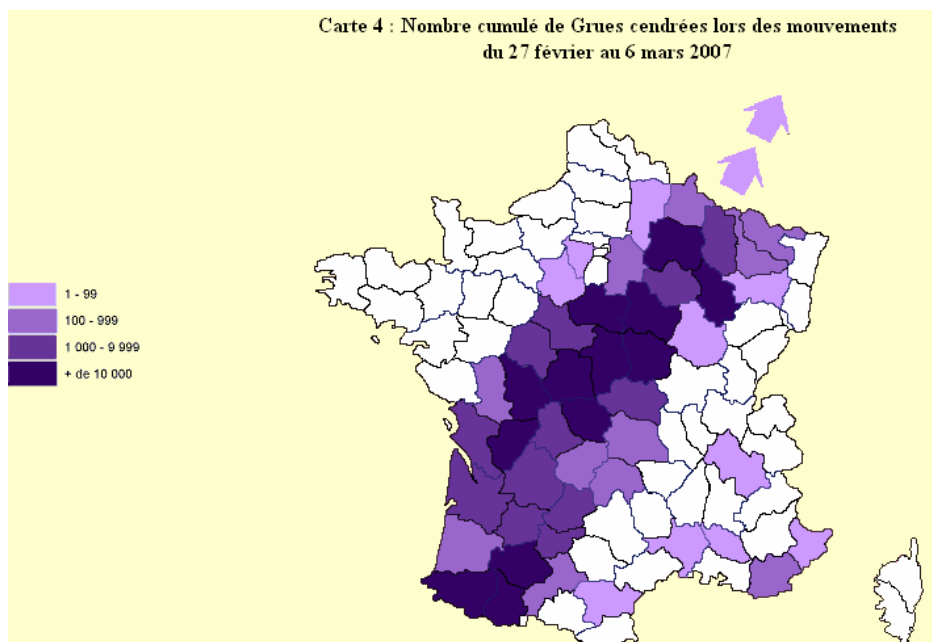 Carte 4 : Nombre cumulé de Grues cendrées lors des mouvements
du 27 février au 6 mars 2007
1 - 99
100 - 999
1 000 - 9 999
+ de 10 000